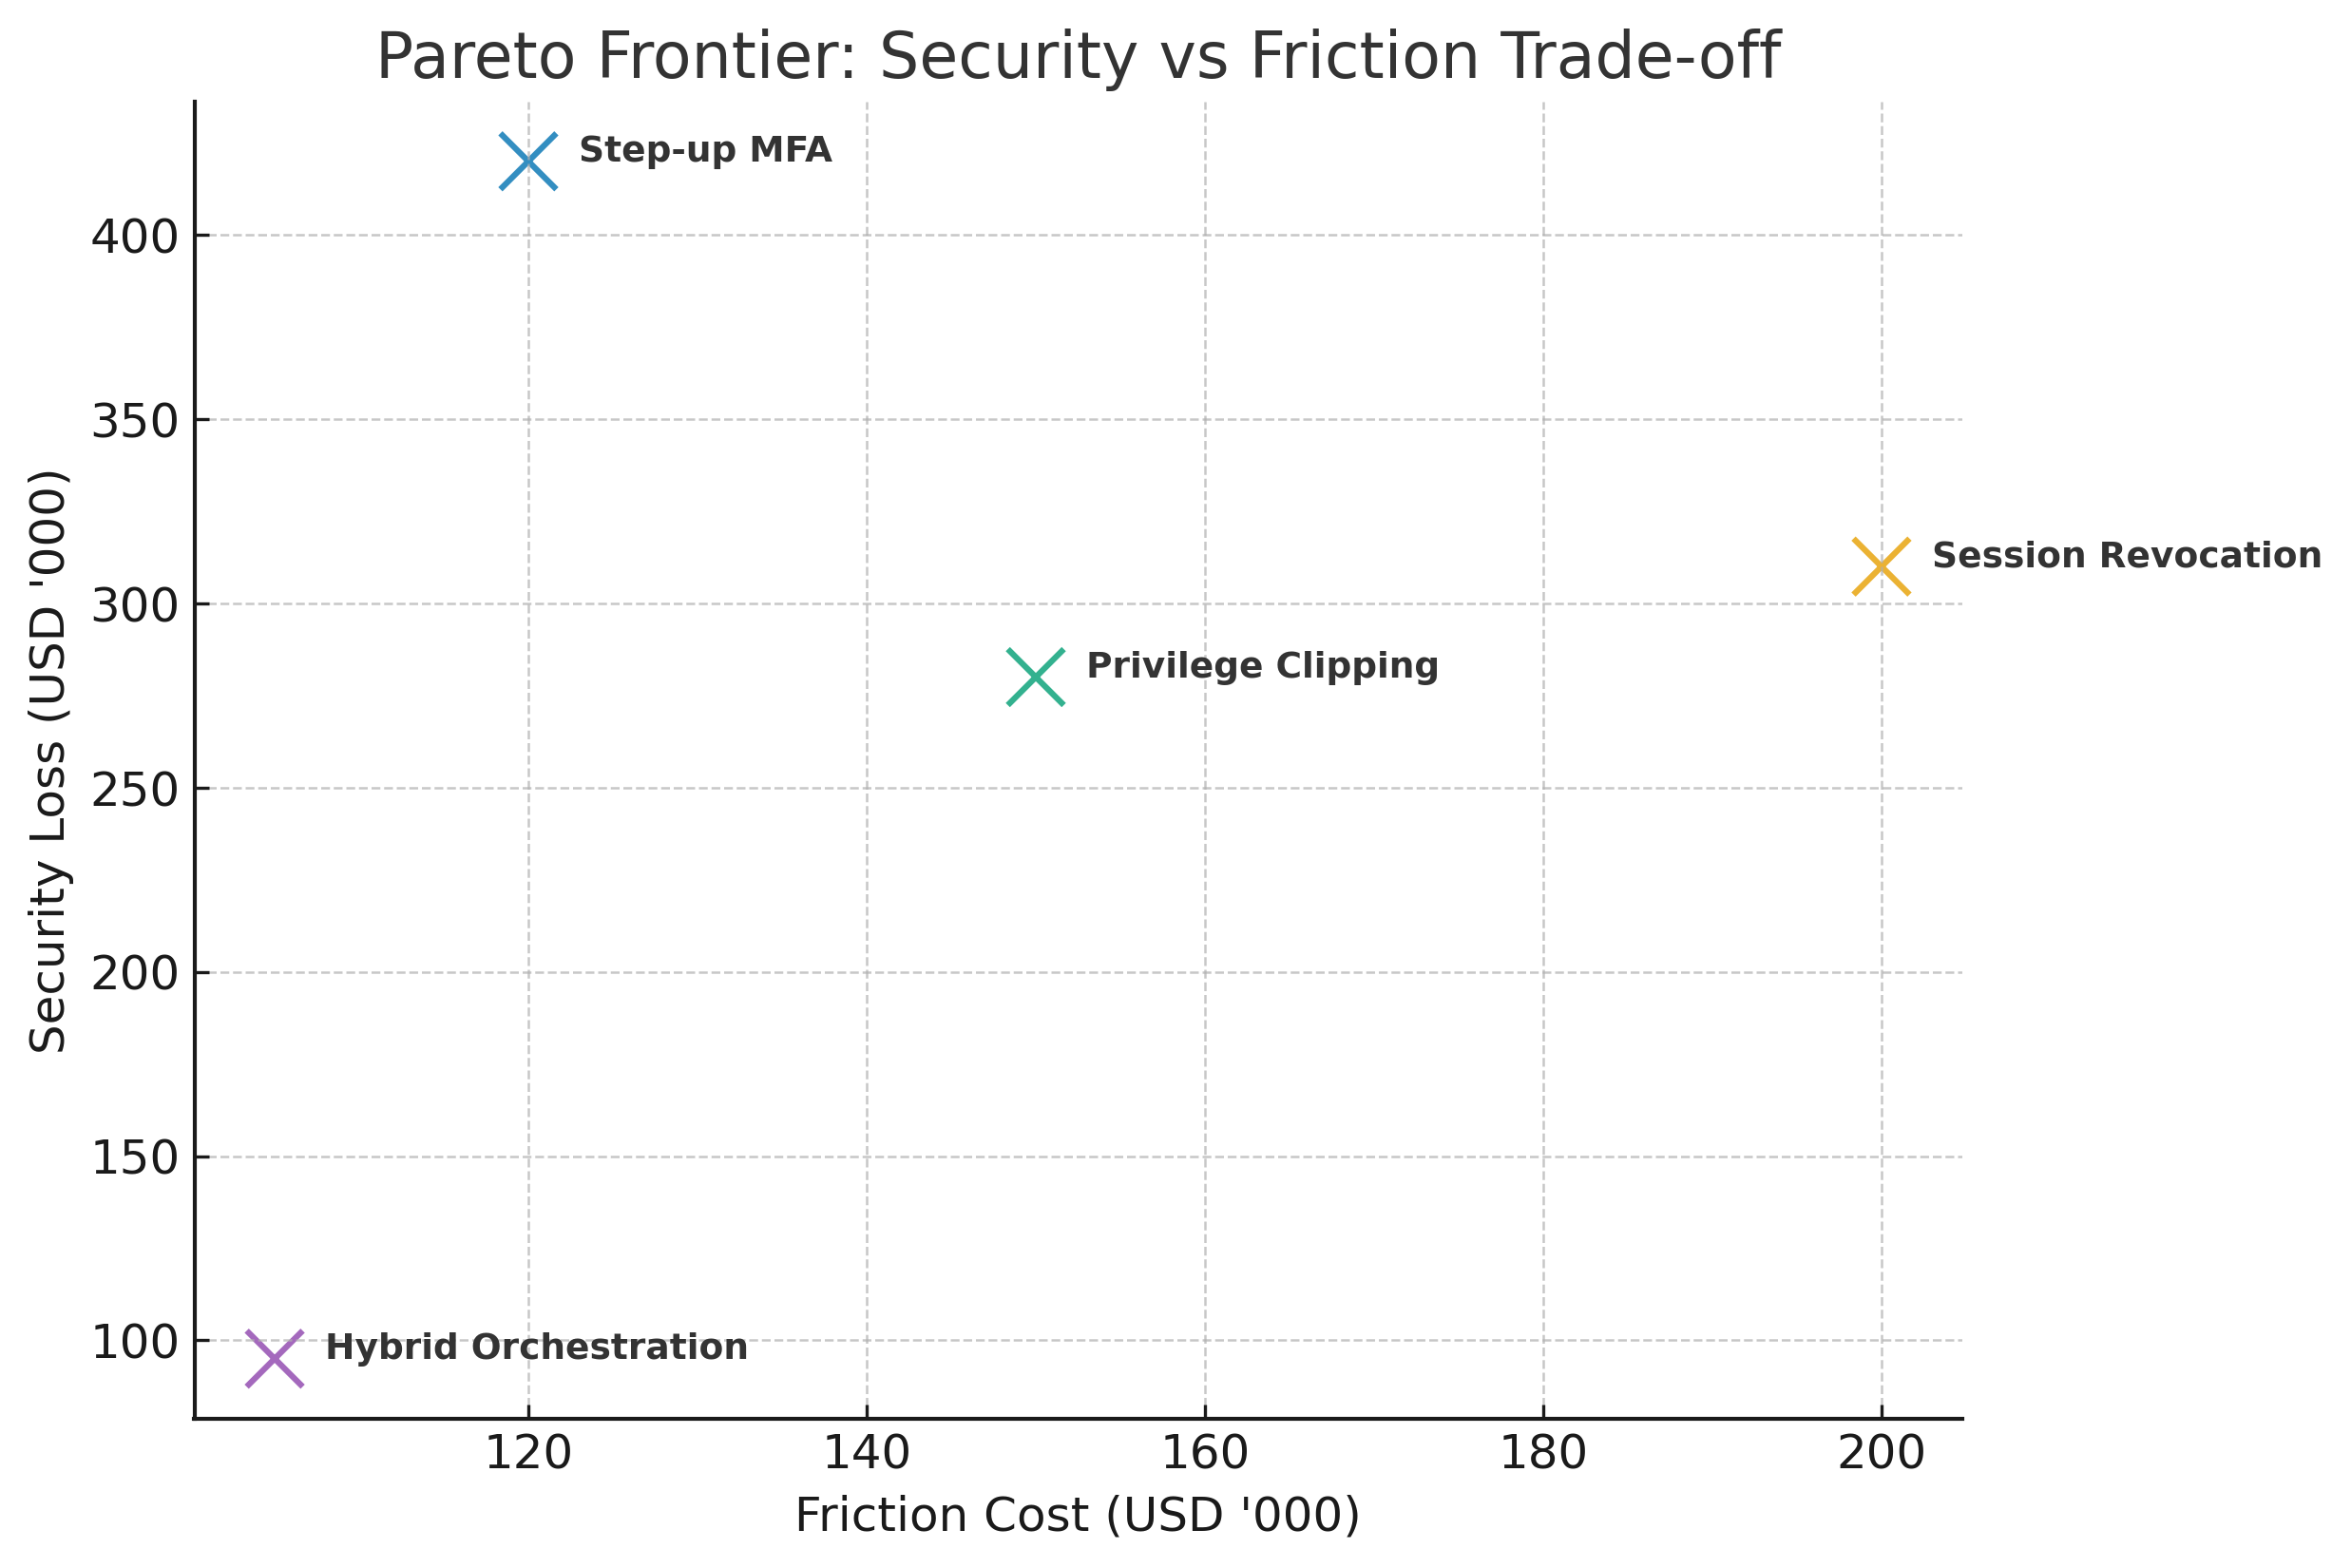 Pareto Frontier: Security vs Friction Trade-off
Step-up MFA
400
350
Session Revocation
300
Privilege Clipping
250
200
150
100
Hybrid Orchestration
Security Loss (USD '000)
120 140 160 180 200
Friction Cost (USD '000)